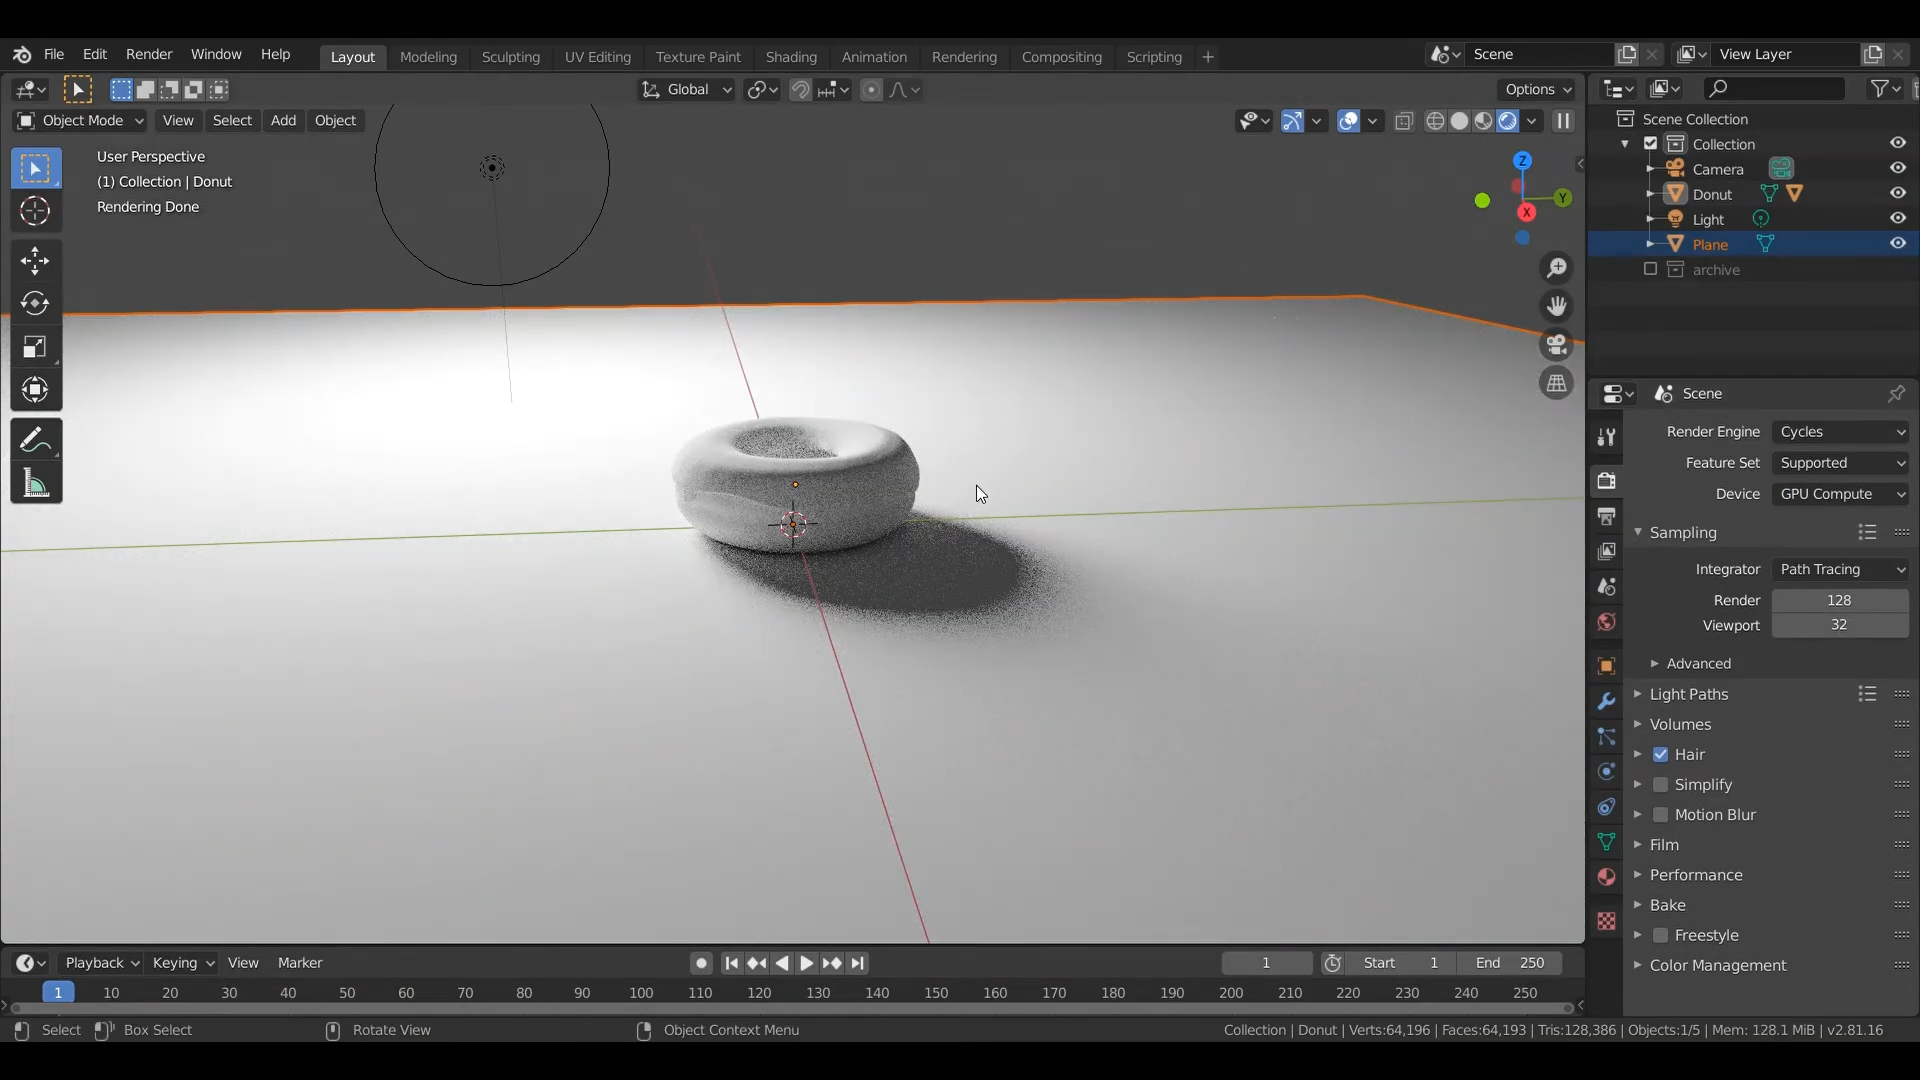 File Edit Render Window Help Layout Modeling Sculpting UV Editing Texture Paint Shading Animation Rendering Compositing Scripting + Scene View Layer
Global Options
Object Mode View Select Add Object
User Perspective
(1) Collection | Donut
Rendering Done
Z
Y
X
Scene Collection
Collection
Camera
Donut
Light
Plane
archive
Scene
Render Engine Cycles
Feature Set Supported
Device GPU Compute
Sampling
Integrator Path Tracing
Render 128
Viewport 32
Advanced
Light Paths
Volumes
Hair
Simplify
Motion Blur
Film
Performance
Bake
Freestyle
Color Management
Playback Keying View Marker 1 Start 1 End 250
1 10 20 30 40 50 60 70 80 90 100 110 120 130 140 150 160 170 180 190 200 210 220 230 240 250
Select Box Select Rotate View Object Context Menu Collection | Donut | Verts:64,196 | Faces:64,193 | Tris:128,386 | Objects:1/5 | Mem: 128.1 MiB | v2.81.16